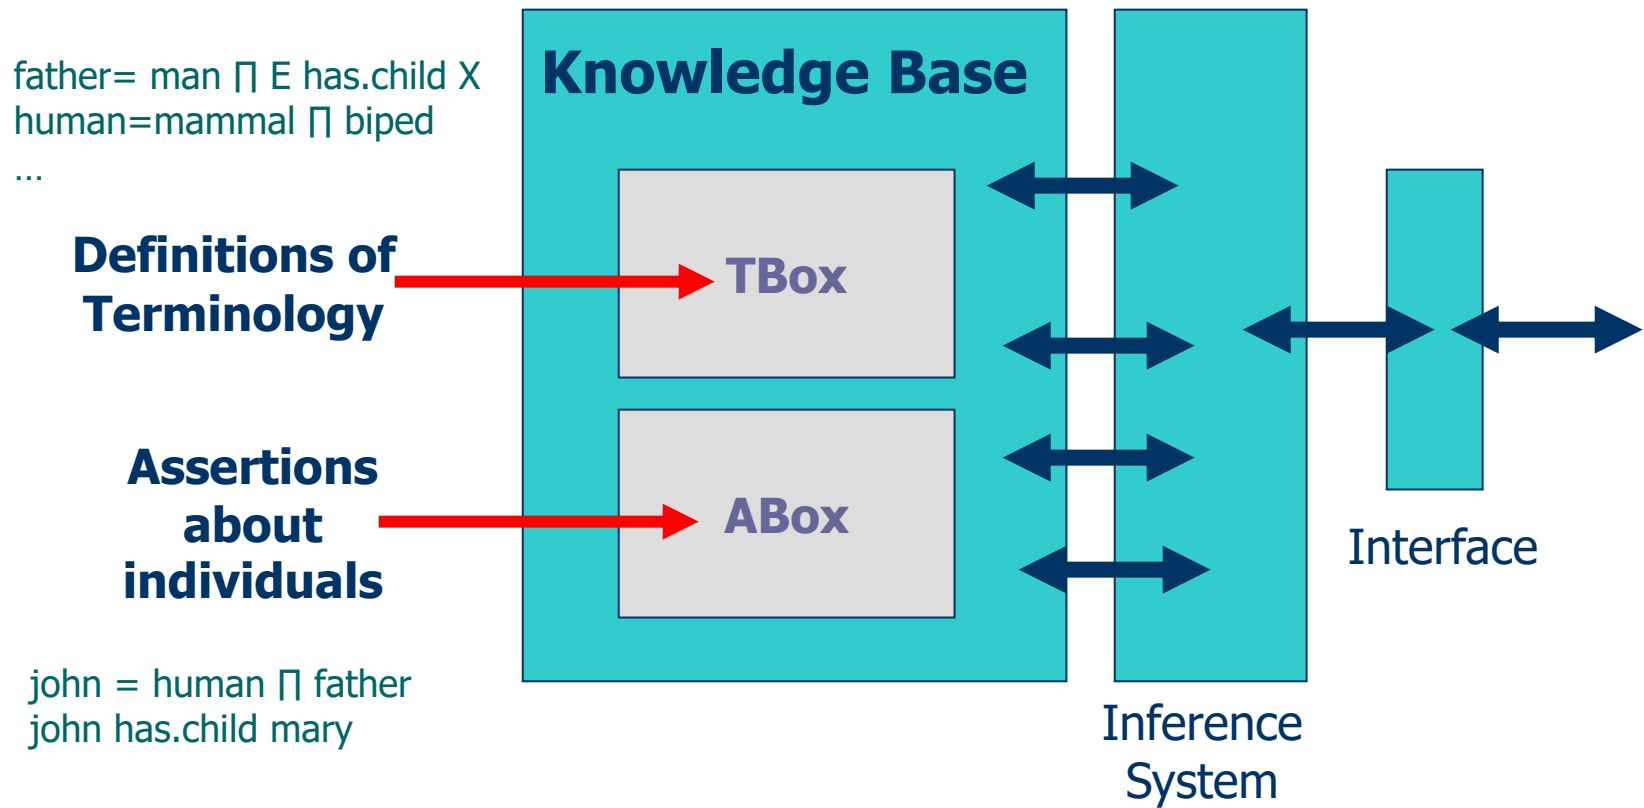 father= man ∏ E has.child X
human=mammal ∏ biped
…
Knowledge Base
Definitions of
Terminology
TBox
Assertions
about
individuals
ABox
Interface
john = human ∏ father
john has.child mary
Inference
System